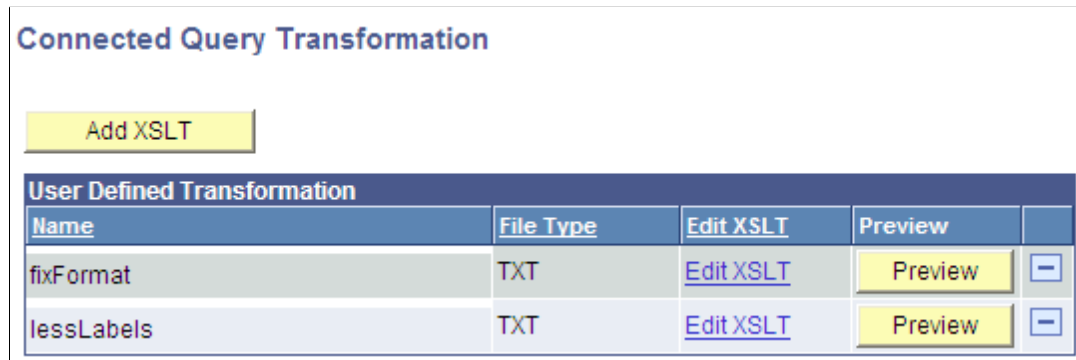 Connected Query Transformation
Add XSLT
User Defined Transformation
Name File Type Edit XSLT Preview
fixFormat TXT Edit XSLT Preview
lessLabels TXT Edit XSLT Preview